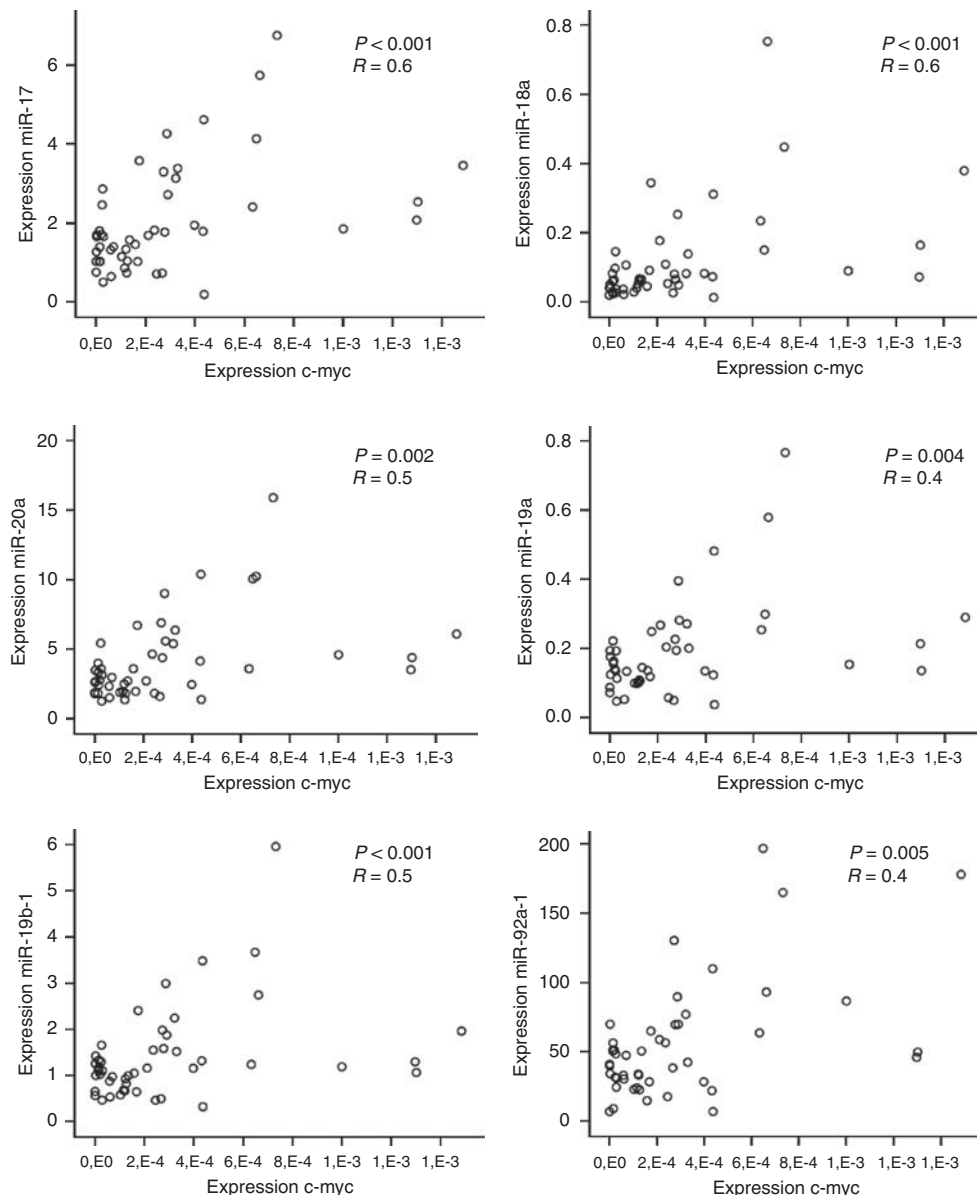 P < 0.001
R = 0.6
6
4
2
0
Expression miR-17
0,E0 2,E-4 4,E-4 6,E-4 8,E-4 1,E-3 1,E-3 1,E-3
Expression c-myc
P < 0.001
R = 0.6
0.8
0.6
0.4
0.2
0.0
Expression miR-18a
0,E0 2,E-4 4,E-4 6,E-4 8,E-4 1,E-3 1,E-3 1,E-3
Expression c-myc
P = 0.002
R = 0.5
20
15
10
5
0
Expression miR-20a
0,E0 2,E-4 4,E-4 6,E-4 8,E-4 1,E-3 1,E-3 1,E-3
Expression c-myc
P = 0.004
R = 0.4
0.8
0.6
0.4
0.2
0.0
Expression miR-19a
0,E0 2,E-4 4,E-4 6,E-4 8,E-4 1,E-3 1,E-3 1,E-3
Expression c-myc
P < 0.001
R = 0.5
6
5
4
3
2
1
0
Expression miR-19b-1
0,E0 2,E-4 4,E-4 6,E-4 8,E-4 1,E-3 1,E-3 1,E-3
Expression c-myc
P = 0.005
R = 0.4
200
150
100
50
0
Expression miR-92a-1
0,E0 2,E-4 4,E-4 6,E-4 8,E-4 1,E-3 1,E-3 1,E-3
Expression c-myc